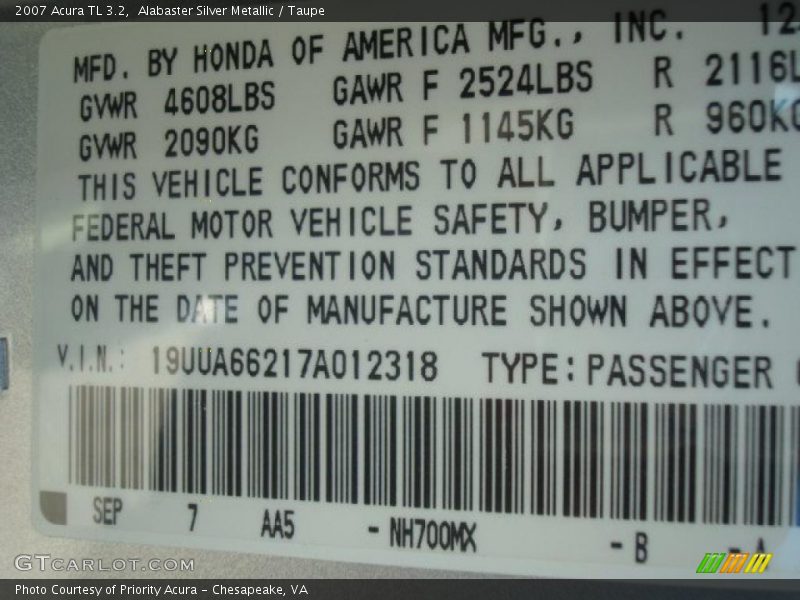 2007 Acura TL 3.2,  Alabaster Silver Metallic / Taupe
MFD. BY HONDA OF AMERICA MFG., INC. 12
GVWR 4608LBS GAWR F 2524LBS R 2116L
GVWR 2090KG GAWR F 1145KG R 960KG
THIS VEHICLE CONFORMS TO ALL APPLICABLE
FEDERAL MOTOR VEHICLE SAFETY, BUMPER,
AND THEFT PREVENTION STANDARDS IN EFFECT
ON THE DATE OF MANUFACTURE SHOWN ABOVE.
V.I.N.: 19UUA66217A012318 TYPE: PASSENGER
SEP 7 AA5 - NH700MX - B - A
GTCARLOT.COM
Photo Courtesy of Priority Acura - Chesapeake, VA